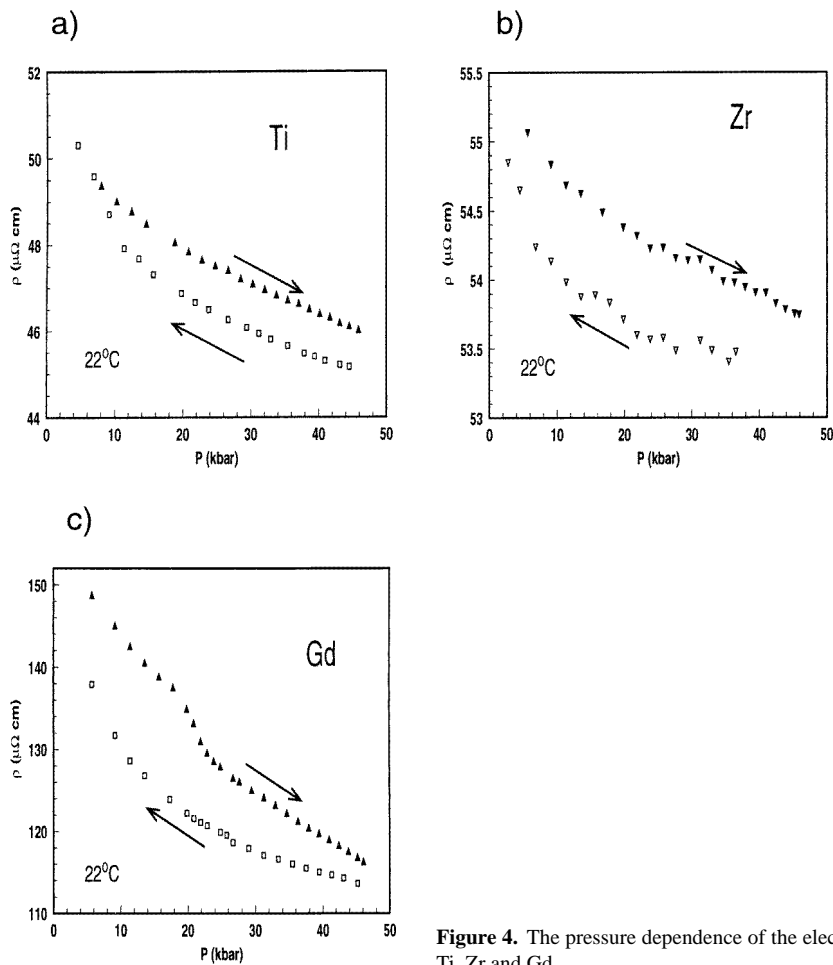 a)
52
50
48
46
44
ρ (μΩ cm)
Ti
22⁰C
0 10 20 30 40 50
P (kbar)
b)
55.5
55
54.5
54
53.5
53
ρ (μΩ cm)
Zr
22⁰C
0 10 20 30 40 50
P (kbar)
c)
150
140
130
120
110
ρ (μΩ cm)
Gd
22⁰C
0 10 20 30 40 50
P (kbar)
Figure 4. The pressure dependence of the elec
Ti, Zr and Gd